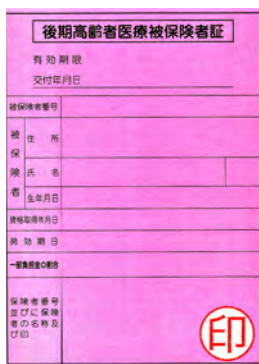 後期高齢者医療被保険者証
有効期限
交付年月日
被保険者番号
被保険者
住所
氏名
生年月日
資格取得年月日
発効期日
一部負担金の割合
保険者番号
並びに保険
者の名称及
び印
印